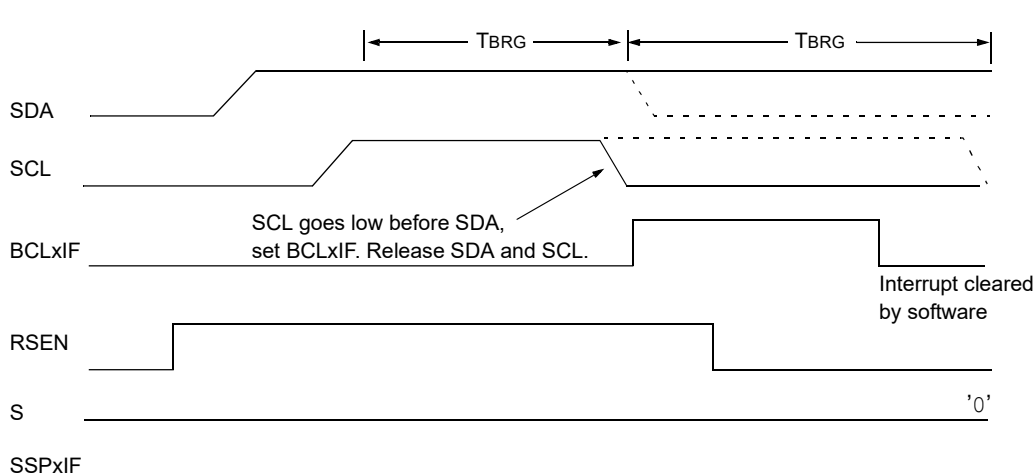 TBRG TBRG
SDA
SCL
SCL goes low before SDA,
set BCLxIF. Release SDA and SCL.
BCLxIF
Interrupt cleared
by software
RSEN
S
'0'
SSPxIF